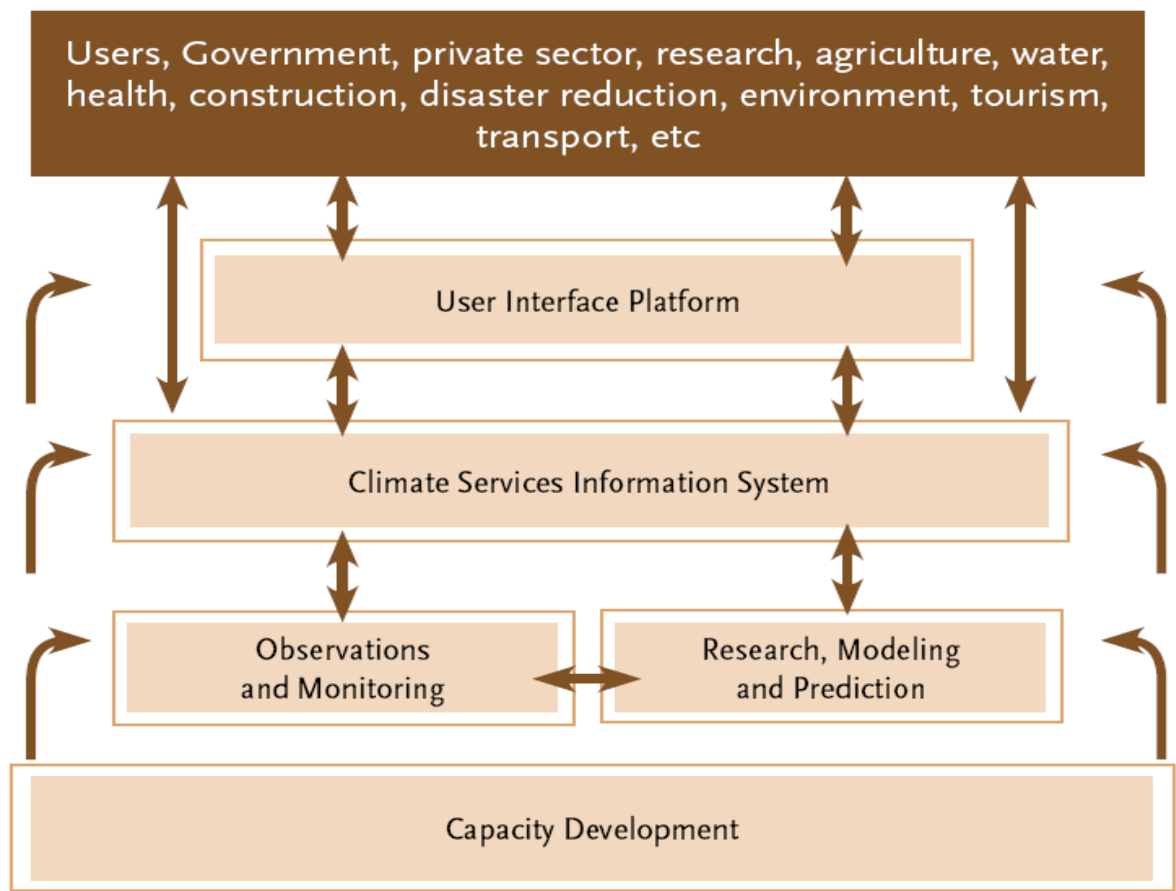 Users, Government, private sector, research, agriculture, water,
health, construction, disaster reduction, environment, tourism,
transport, etc
User Interface Platform
Climate Services Information System
Observations
and Monitoring
Research, Modeling
and Prediction
Capacity Development